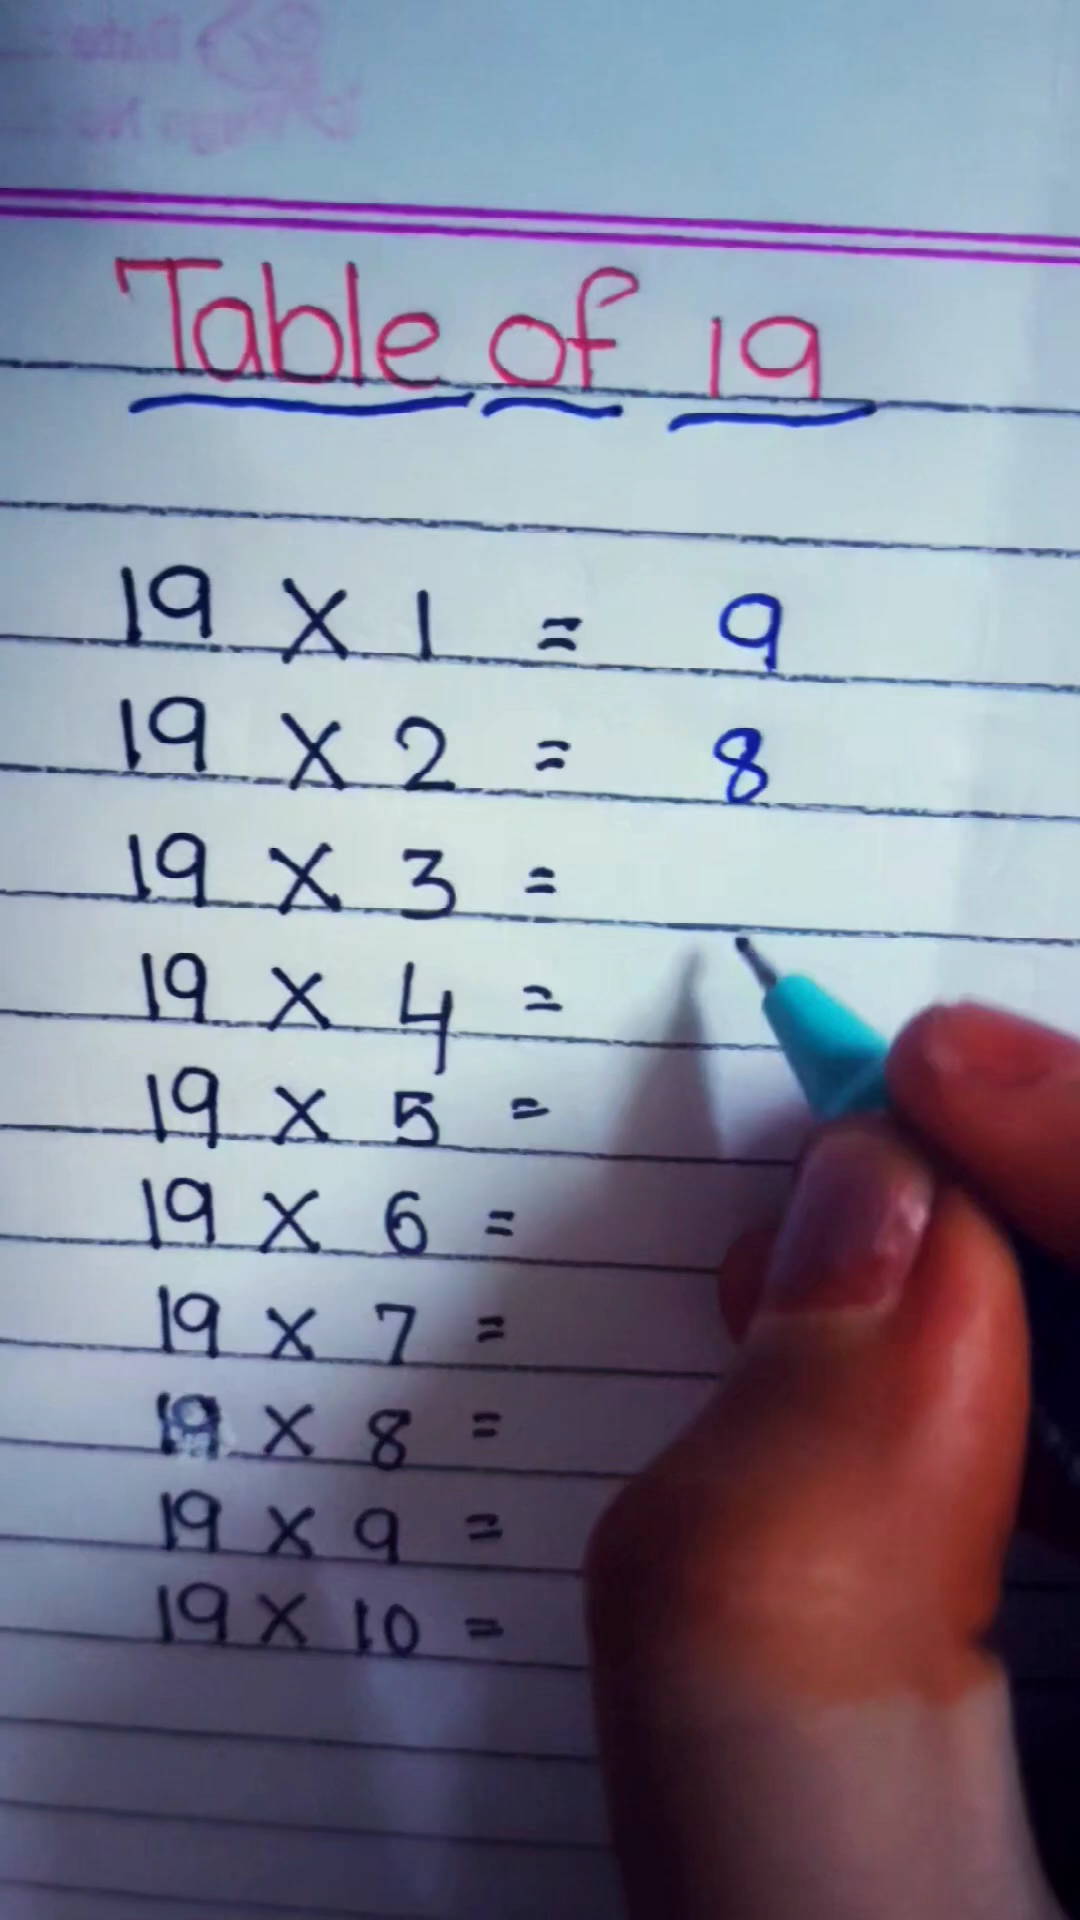 Table of 19
19 X 1 = 9
19 X 2 = 8
19 X 3 =
19 X 4 =
19 X 5 =
19 X 6 =
19 X 7 =
19 X 8 =
19 X 9 =
19 X 10 =